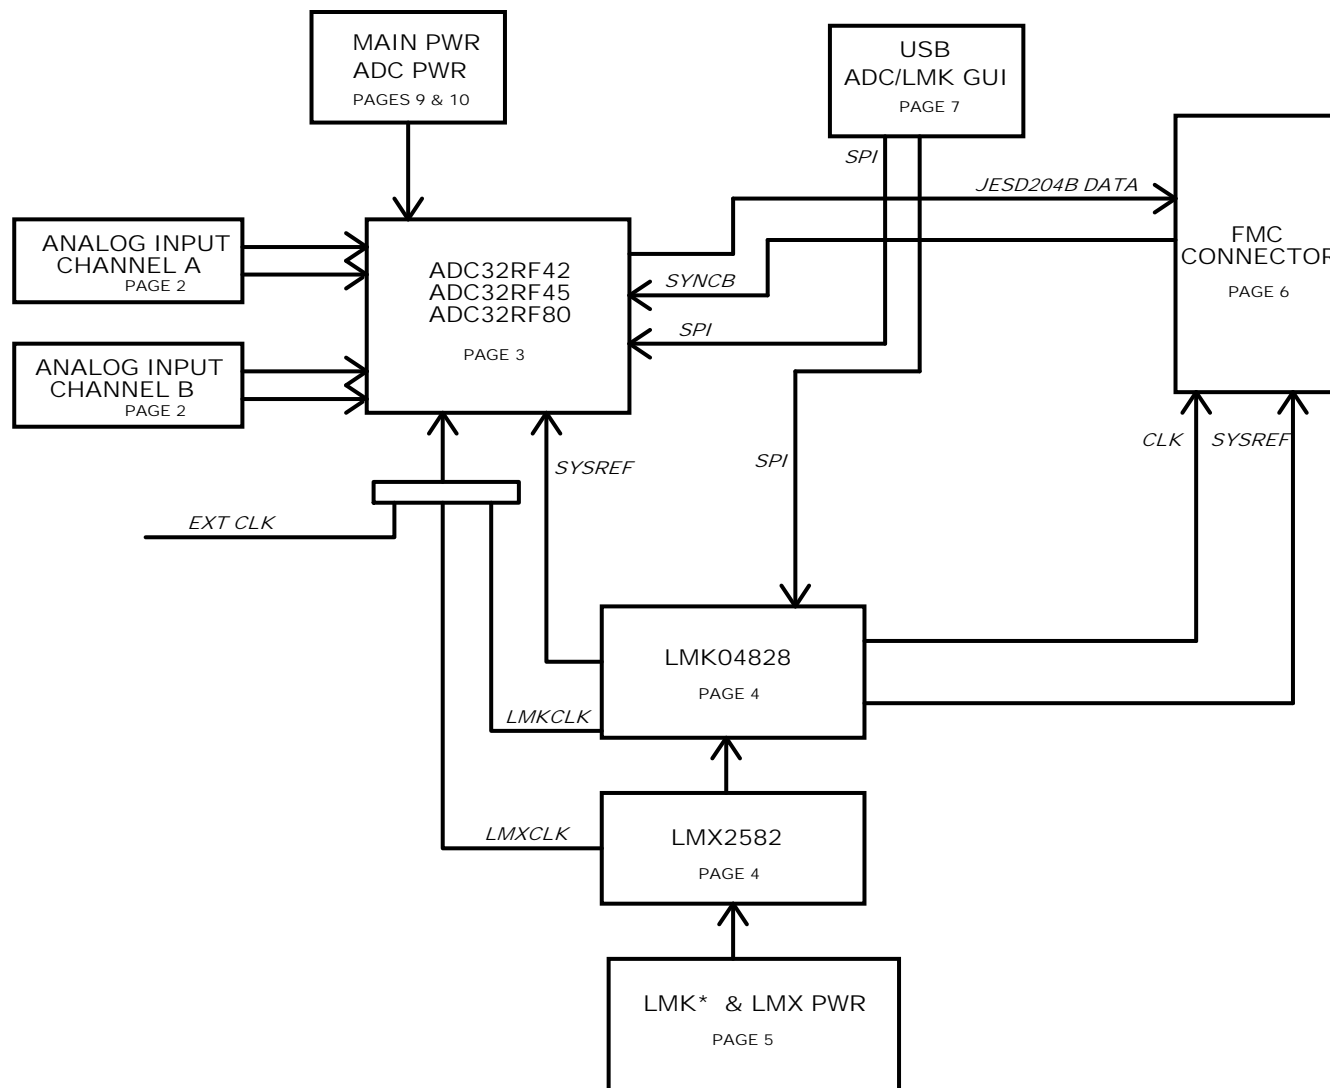 MAIN PWR
ADC PWR
PAGES 9 & 10
USB
ADC/LMK GUI
PAGE 7
SPI
JESD204B DATA
ANALOG INPUT
CHANNEL A
PAGE 2
ADC32RF42
ADC32RF45
ADC32RF80
PAGE 3
SYNCB
SPI
FMC
CONNECTOR
PAGE 6
ANALOG INPUT
CHANNEL B
PAGE 2
SYSREF
SPI
CLK
SYSREF
EXT CLK
LMK04828
PAGE 4
LMKCLK
LMXCLK
LMX2582
PAGE 4
LMK* & LMX PWR
PAGE 5